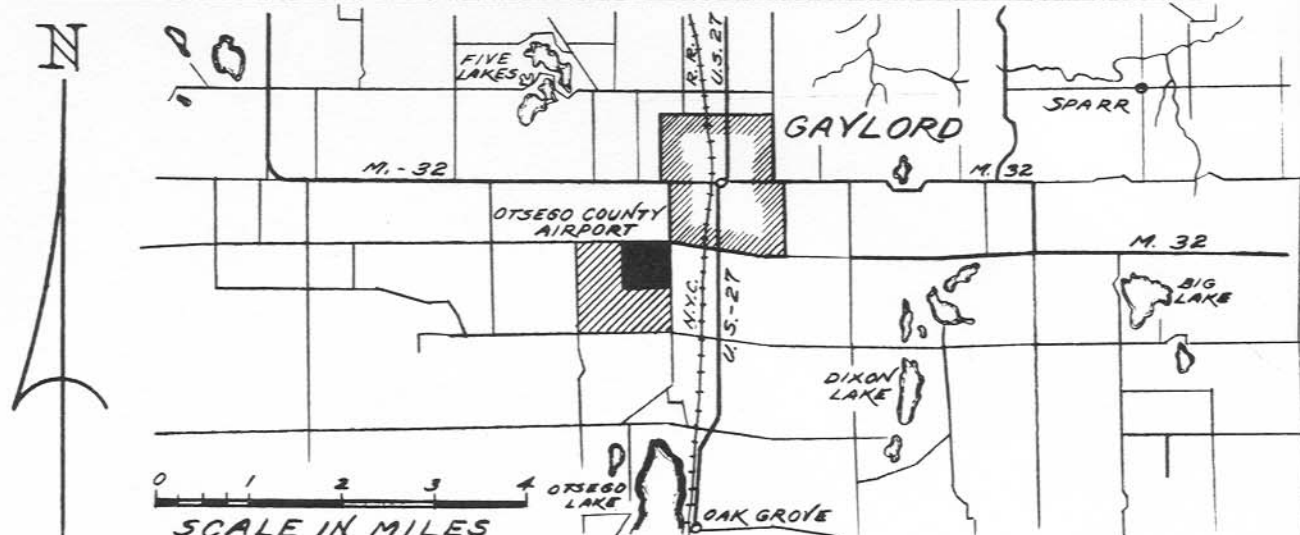 N
FIVE
LAKES
R.R.
U.S.-27
SPARR
GAYLORD
M.-32
M. 32
OTSEGO COUNTY
AIRPORT
M. 32
N.Y.C.
U.S.-27
BIG
LAKE
DIXON
LAKE
0 1 2 3 4
SCALE IN MILES
OTSEGO
LAKE
OAK GROVE